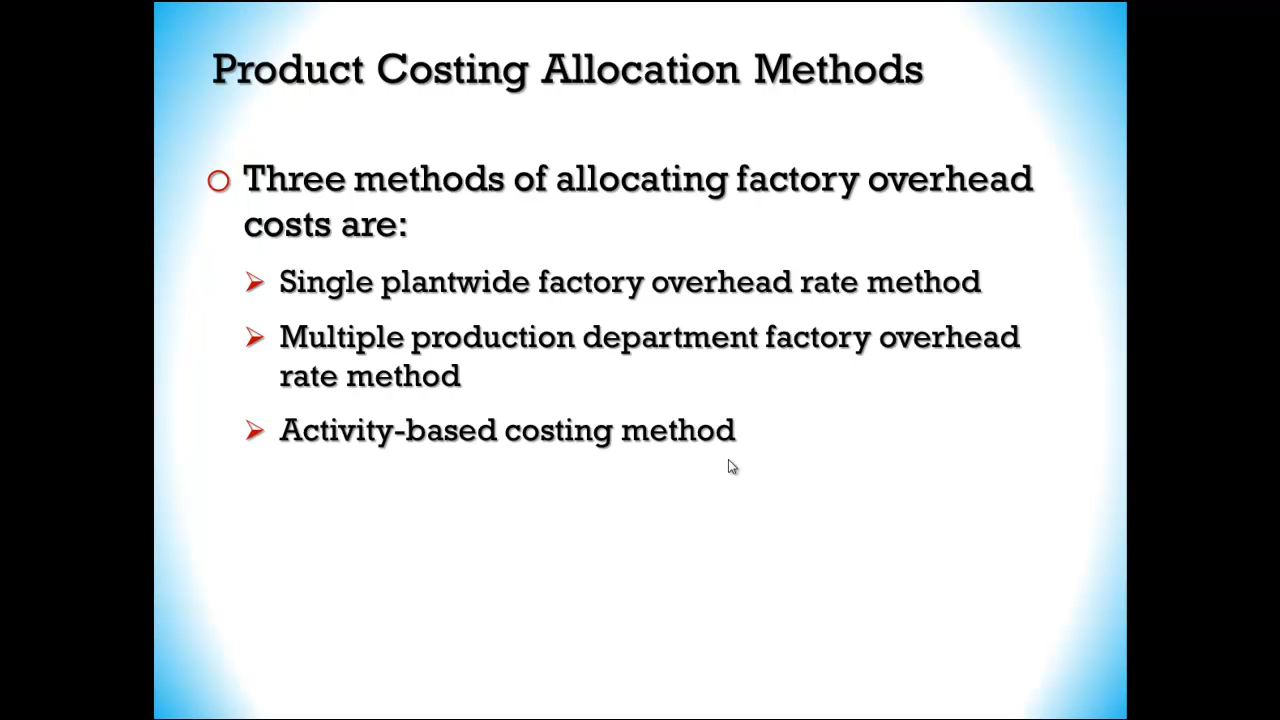 Product Costing Allocation Methods
Three methods of allocating factory overhead
costs are:
Single plantwide factory overhead rate method
Multiple production department factory overhead
rate method
Activity-based costing method